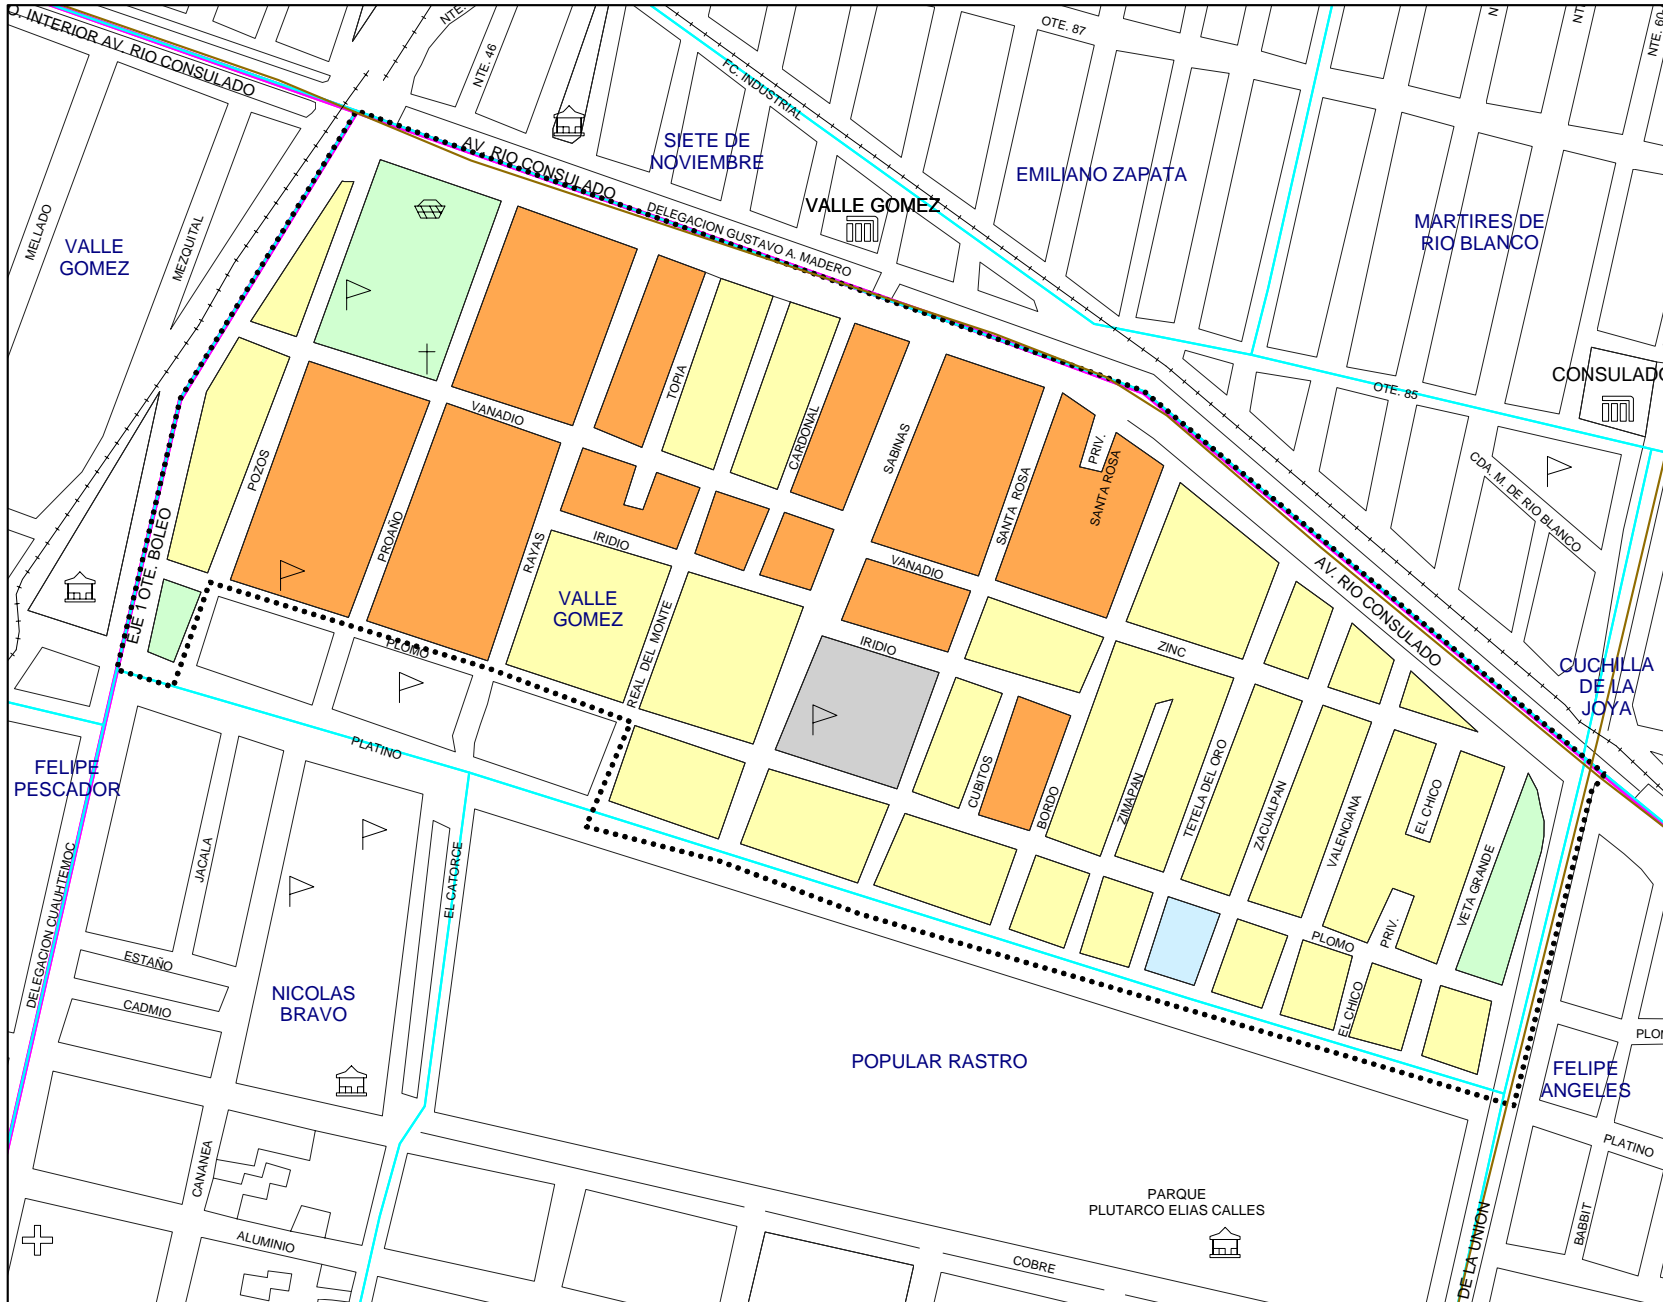 O. INTERIOR AV. RIO CONSULADO
NTE. 46
OTE. 87
FC. INDUSTRIAL
SIETE DE
NOVIEMBRE
AV. RIO CONSULADO
EMILIANO ZAPATA
VALLE GOMEZ
DELEGACION GUSTAVO A. MADERO
MARTIRES DE
RIO BLANCO
MELLADO
VALLE
GOMEZ
MEZQUITAL
CONSULADO
OTE. 85
TOPIA
VANADIO
CARDONAL
SABINAS
PRIV.
SANTA ROSA
SANTA ROSA
POZOS
CDA. M. DE RIO BLANCO
PROAÑO
RAYAS
IRIDIO
EJE 1 OTE. BOLEO
VANADIO
AV. RIO CONSULADO
VALLE
GOMEZ
REAL DEL MONTE
IRIDIO
ZINC
PLOMO
CUCHILLA
DE LA
JOYA
PLATINO
FELIPE
PESCADOR
CUBITOS
BORDO
ZIMAPAN
TETELA DEL ORO
ZACUALPAN
VALENCIANA
EL CHICO
VETA GRANDE
JACALA
EL CATORCE
DELEGACION CUAUHTEMOC
PLOMO
PRIV.
EL CHICO
ESTAÑO
CADMIO
NICOLAS
BRAVO
POPULAR RASTRO
FELIPE
ANGELES
PLATINO
CANANEA
PARQUE
PLUTARCO ELIAS CALLES
BABBIT
DE LA UNION
ALUMINIO
COBRE